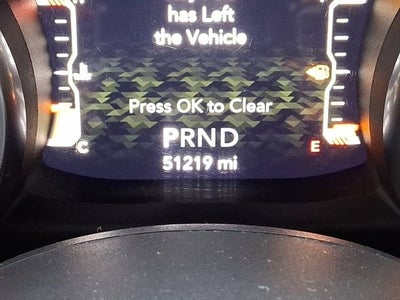 has Left
the Vehicle
Press OK to Clear
PRND
C
51219 mi
E